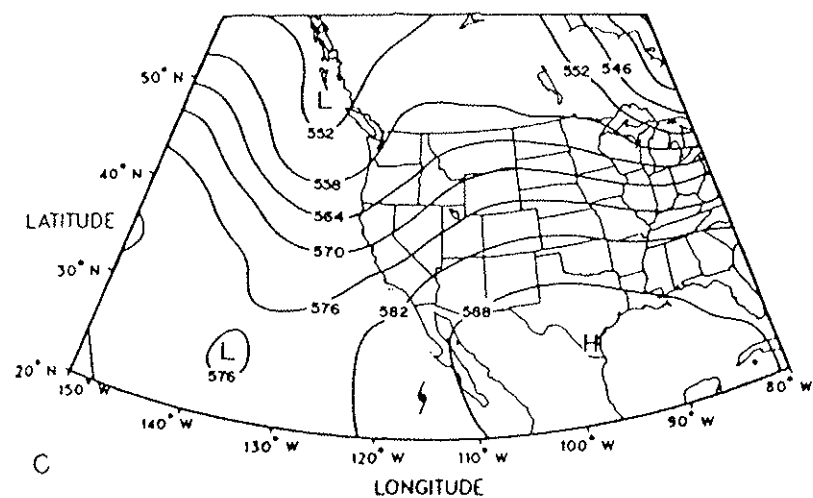 552 546
50° N
L
552
558
40° N
564
LATITUDE
570
30° N
576 582 588
L
576
H
20° N
150° W
80° W
140° W
90° W
130° W
120° W 110° W 100° W
C
LONGITUDE